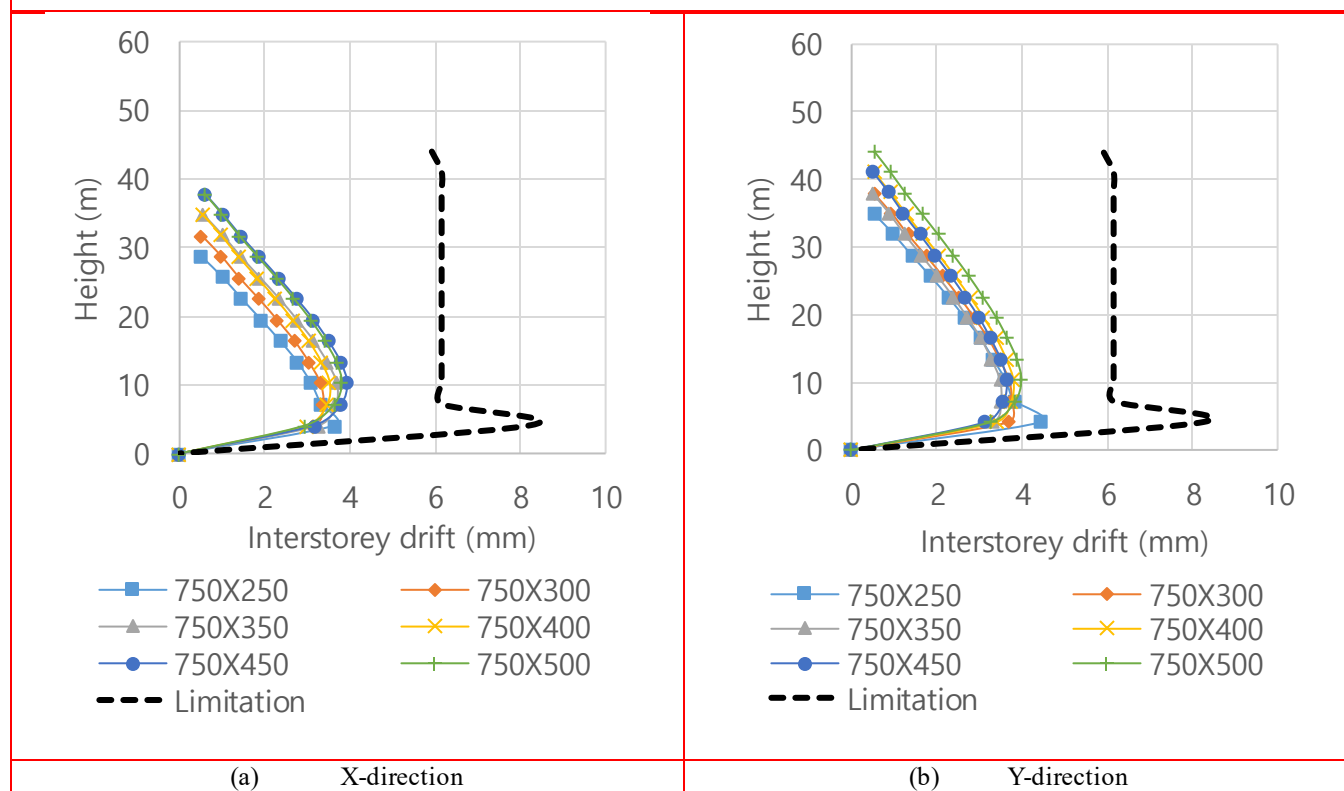 60
50
40
30
20
10
0
Height (m)
0 2 4 6 8 10
Interstorey drift (mm)
750X250 750X300
750X350 750X400
750X450 750X500
Limitation
(a) X-direction
60
50
40
30
20
10
0
Height (m)
0 2 4 6 8 10
Interstorey drift (mm)
750X250 750X300
750X350 750X400
750X450 750X500
Limitation
(b) Y-direction